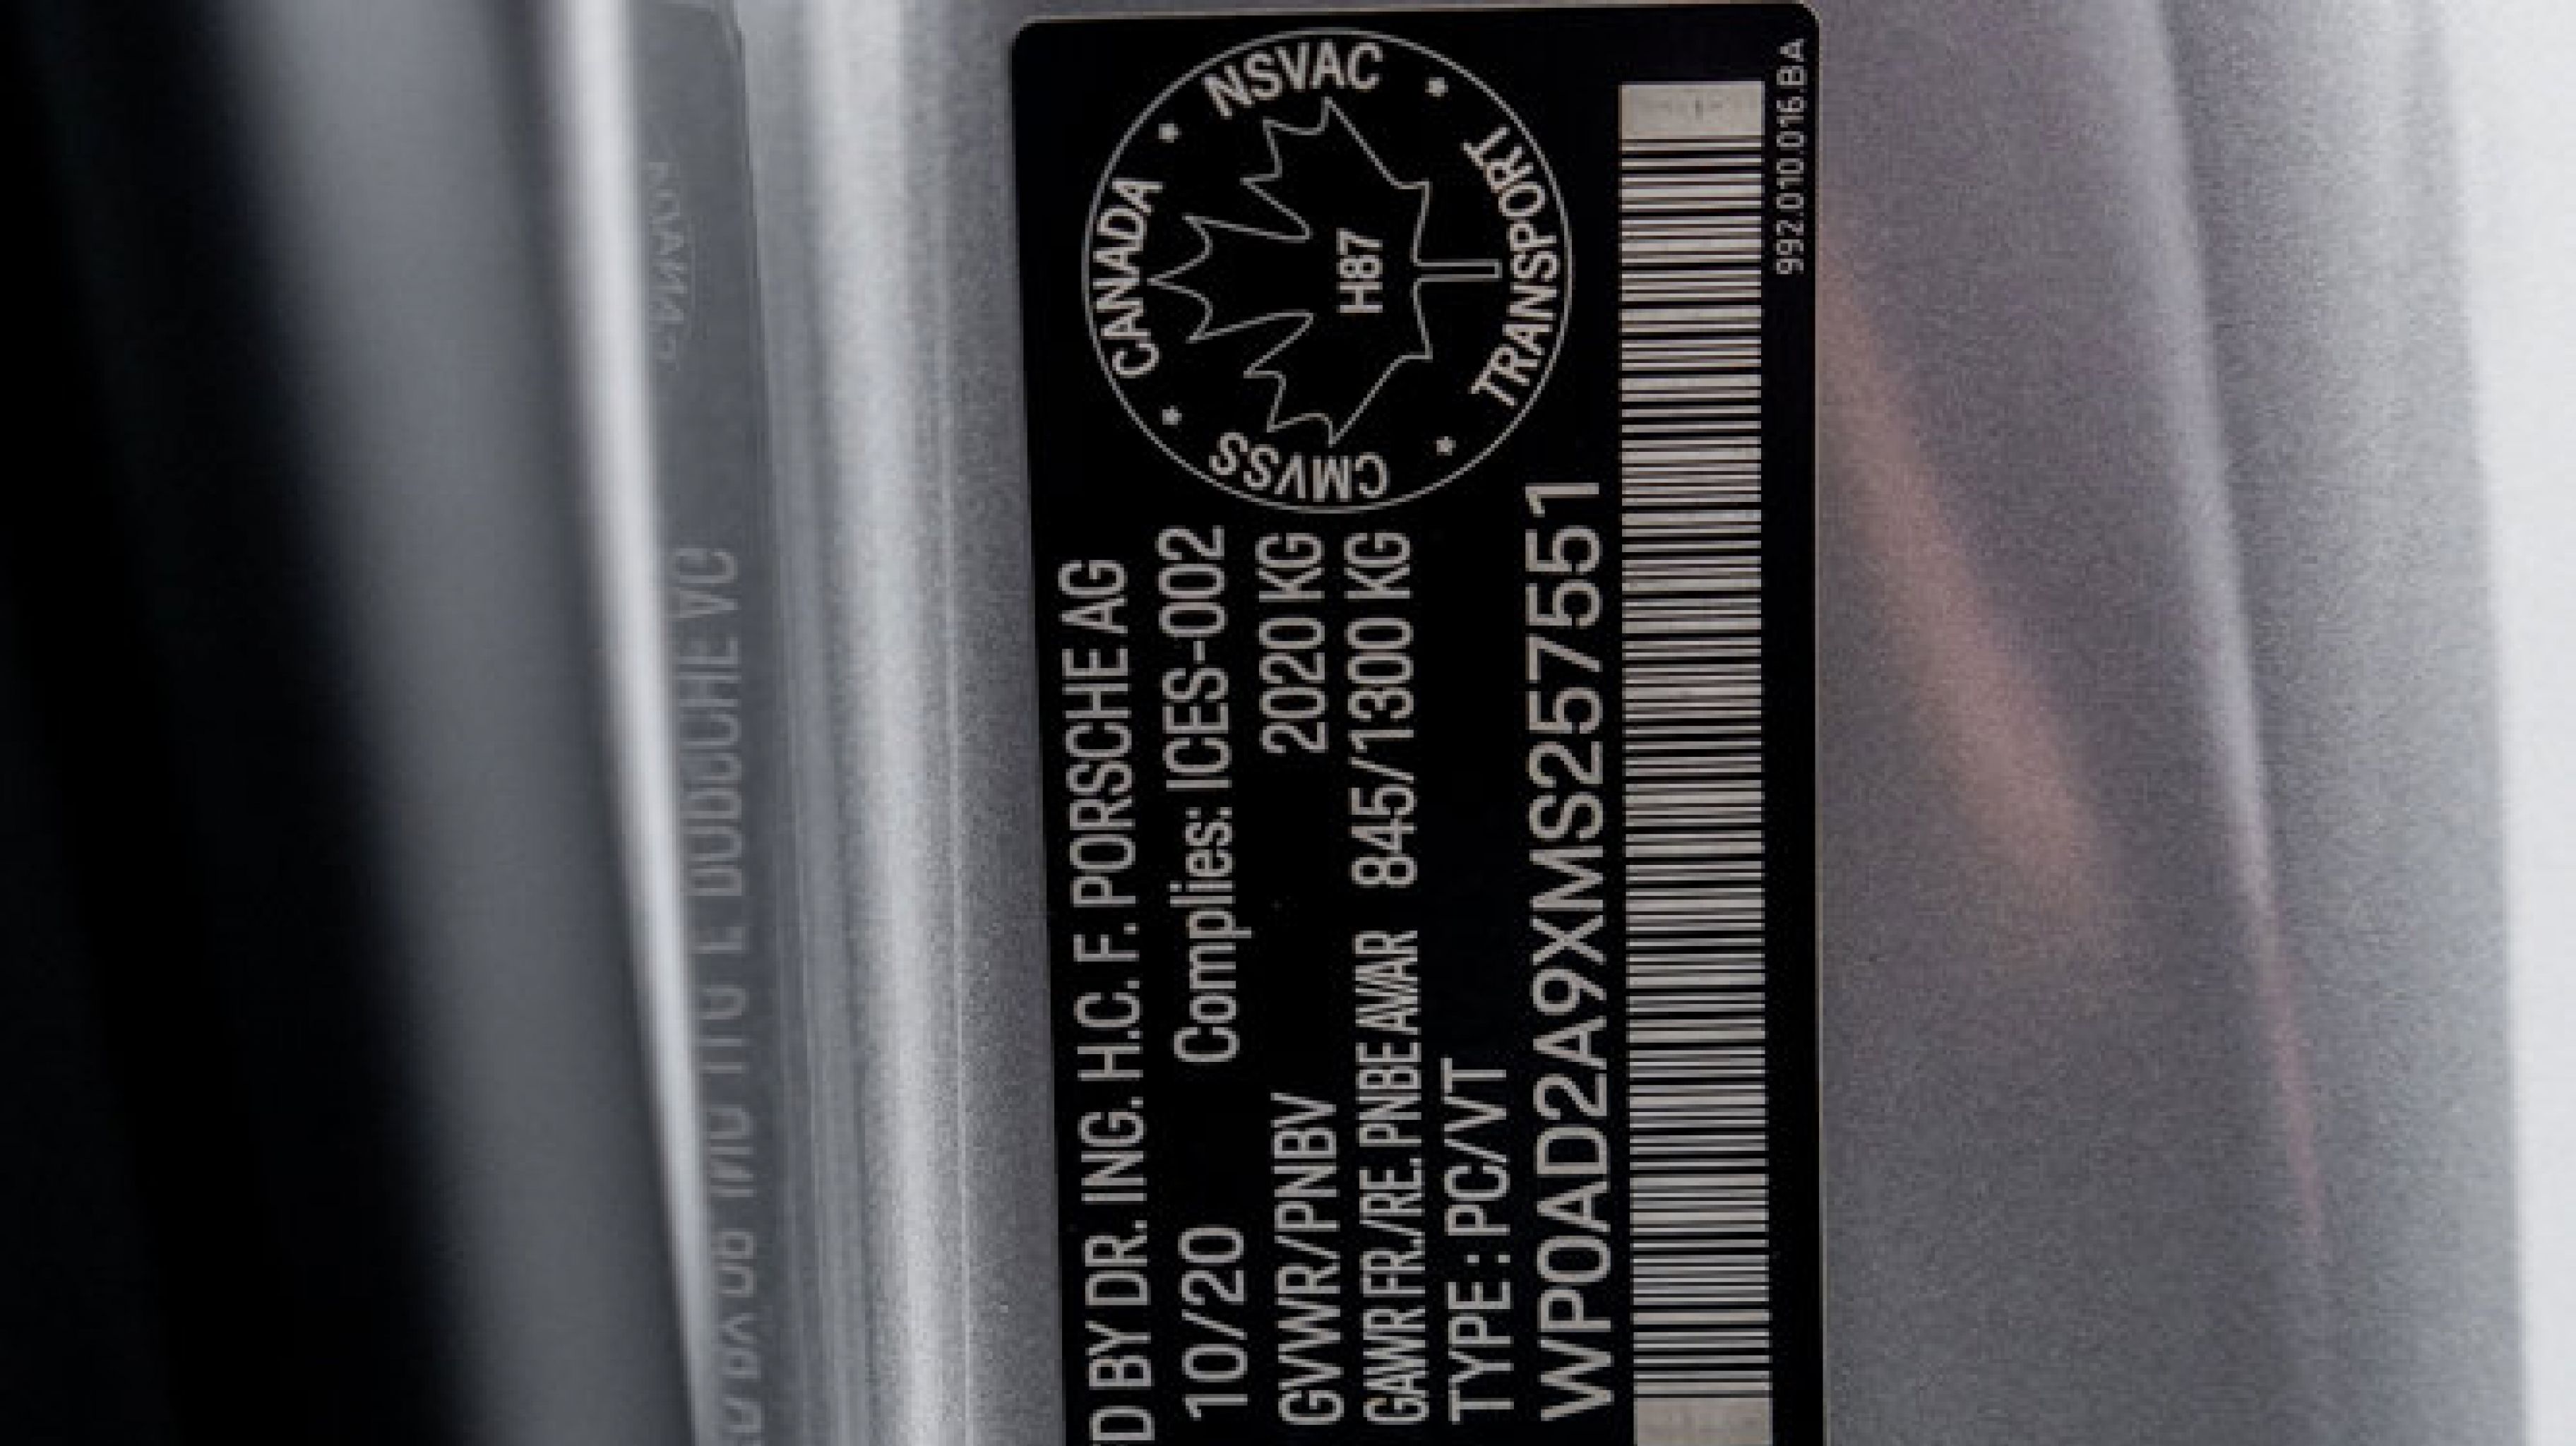 D BY DR. ING. H.C. F. PORSCHE AG
10/20 Complies: ICES-002
GVWR/PNBV 2020 KG
GAWR FR./RE. PNBE AV/AR 845/1300 KG
TYPE : PC/VT
WP0AD2A9XMS257551
CANADA • NSVAC • TRANSPORT • CMVSS •
H87
992.010.016.BA